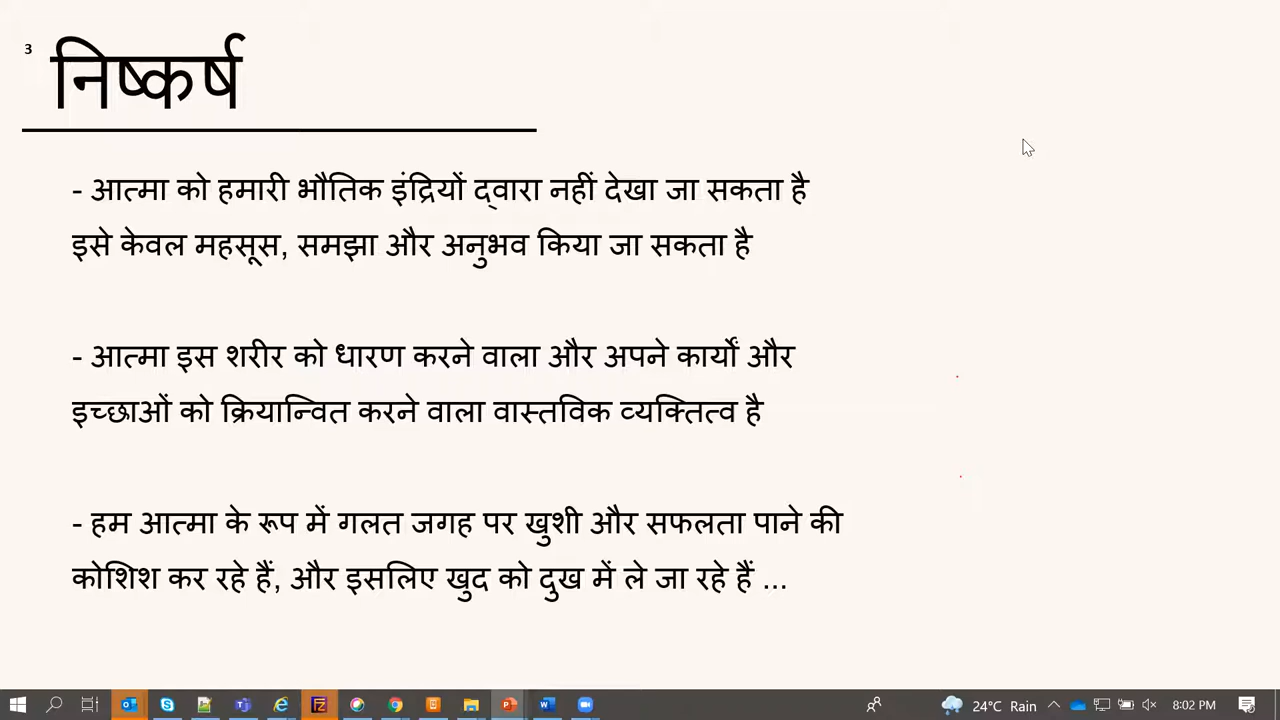 3
निष्कर्ष
- आत्मा को हमारी भौतिक इंद्रियों द्‌वारा नहीं देखा जा सकता है
इसे केवल महसूस, समझा और अनुभव किया जा सकता है
- आत्मा इस शरीर को धारण करने वाला और अपने कार्यों और
इच्छाओं को क्रियान्वित करने वाला वास्तविक व्यक्तित्व है
- हम आत्मा के रूप में गलत जगह पर खुशी और सफलता पाने की
कोशिश कर रहे हैं, और इसलिए खुद को दुख में ले जा रहे हैं ...
24°C Rain
8:02 PM